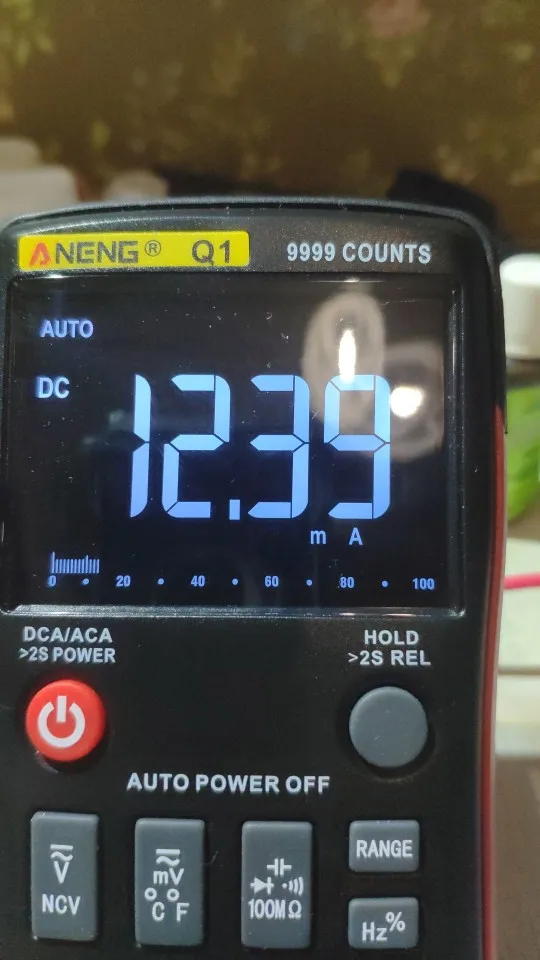 ANENG® Q1 9999 COUNTS
AUTO
DC
12.39
m A
0 20 40 60 80 100
DCA/ACA HOLD
>2S POWER >2S REL
AUTO POWER OFF
V mV RANGE
NCV °C °F 100MΩ Hz%